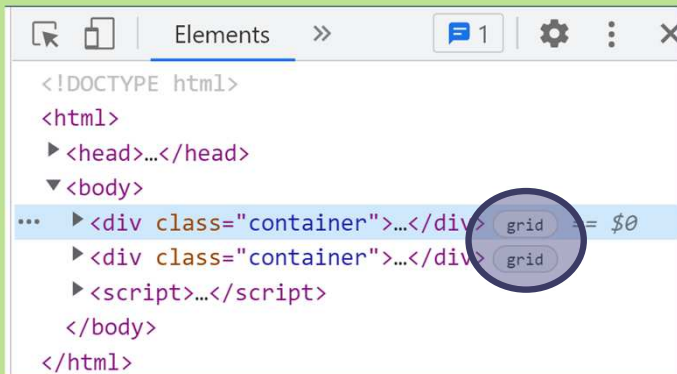 Elements » 1
<!DOCTYPE html>
<html>
<head>…</head>
<body>
<div class="container">…</div> grid == $0
<div class="container">…</div> grid
<script>…</script>
</body>
</html>